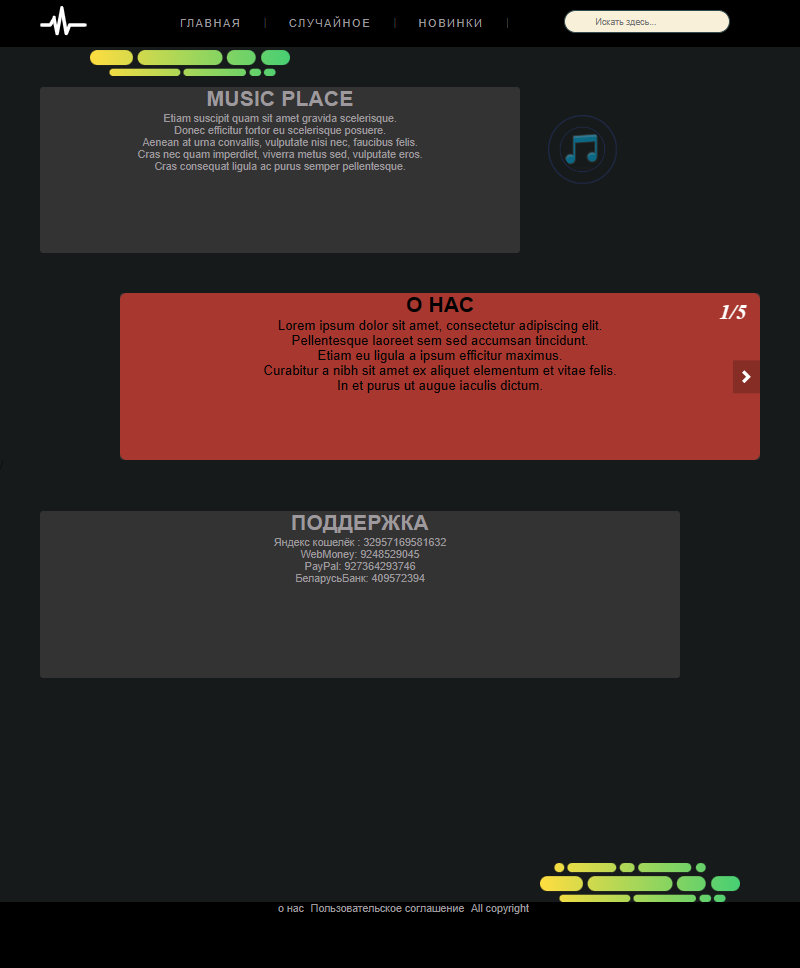 ГЛАВНАЯ | СЛУЧАЙНОЕ | НОВИНКИ |
Искать здесь...
MUSIC PLACE
Etiam suscipit quam sit amet gravida scelerisque.
Donec efficitur tortor eu scelerisque posuere.
Aenean at urna convallis, vulputate nisi nec, faucibus felis.
Cras nec quam imperdiet, viverra metus sed, vulputate eros.
Cras consequat ligula ac purus semper pellentesque.
О НАС
1/5
Lorem ipsum dolor sit amet, consectetur adipiscing elit.
Pellentesque laoreet sem sed accumsan tincidunt.
Etiam eu ligula a ipsum efficitur maximus.
Curabitur a nibh sit amet ex aliquet elementum et vitae felis.
In et purus ut augue iaculis dictum.
ПОДДЕРЖКА
Яндекс кошелёк : 32957169581632
WebMoney: 9248529045
PayPal: 927364293746
БеларусьБанк: 409572394
о нас Пользовательское соглашение All copyright